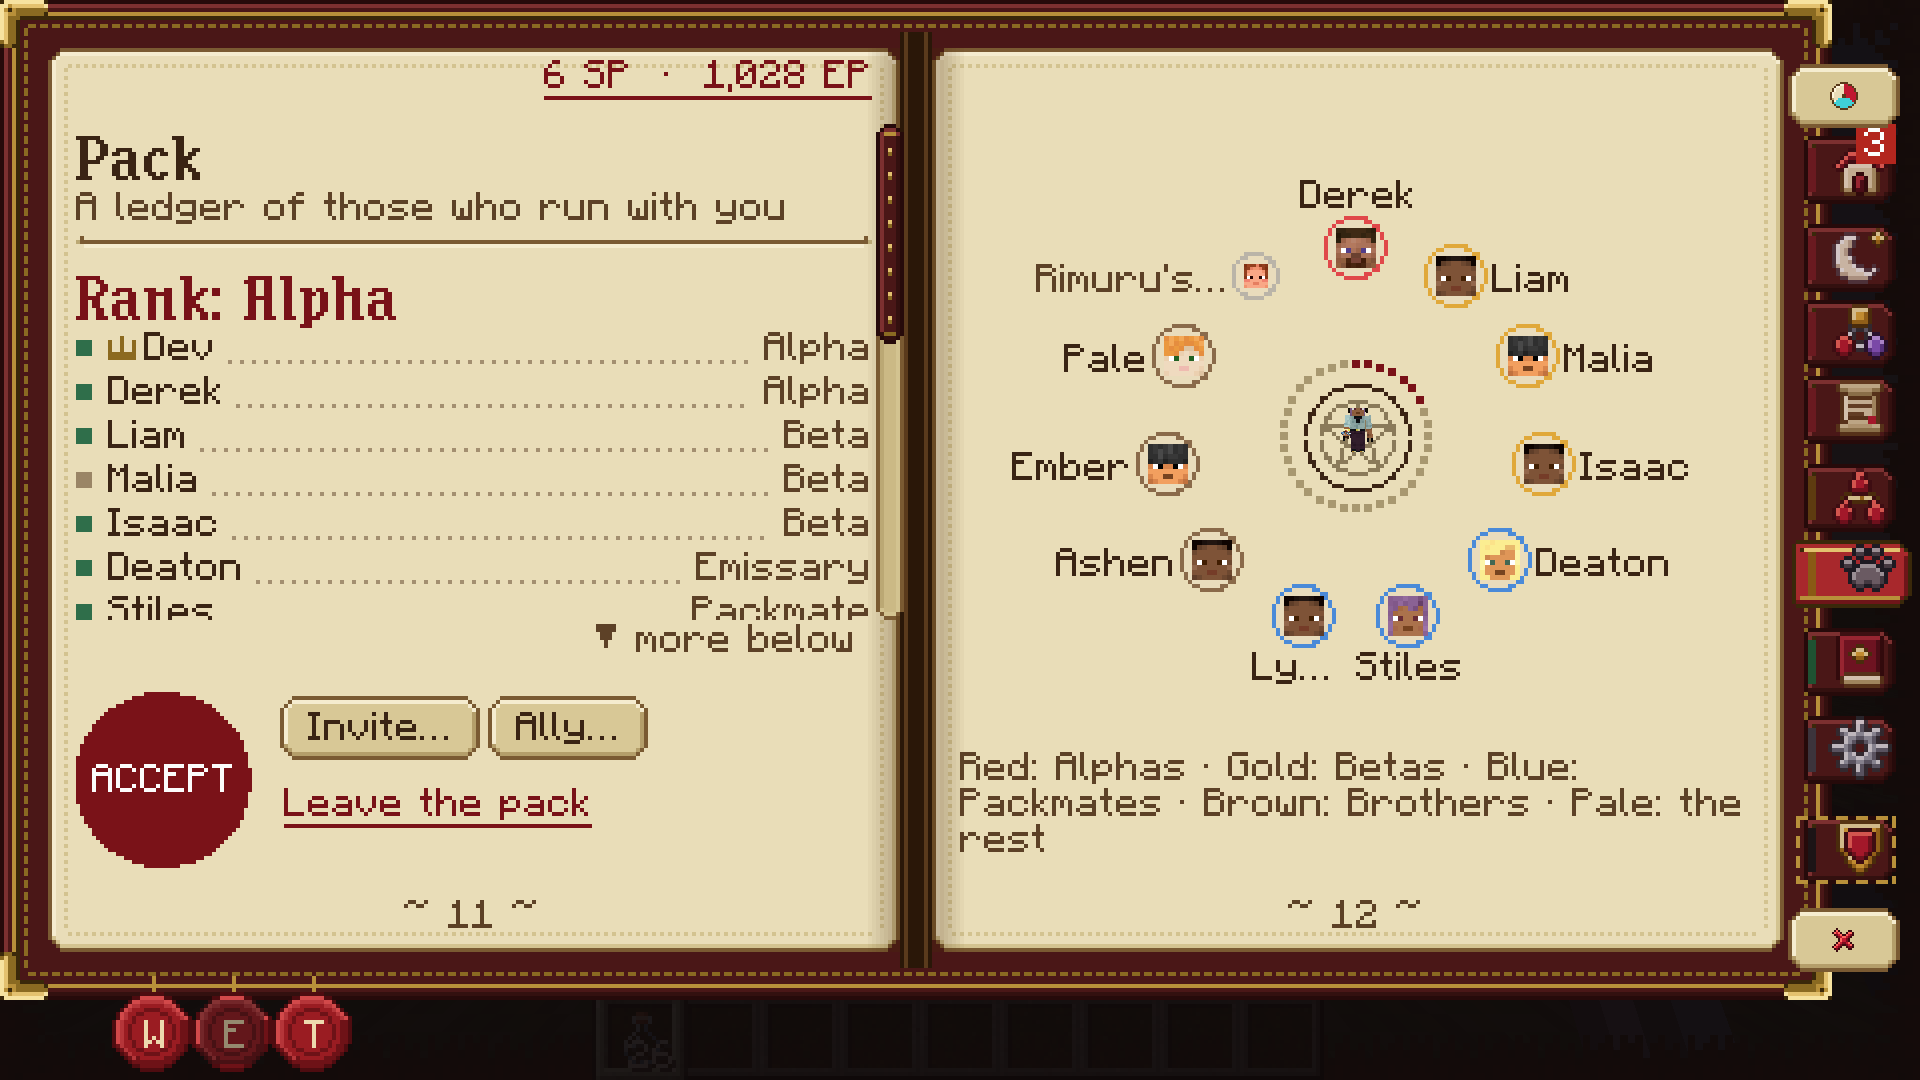 6 SP · 1,028 EP
Pack
A ledger of those who run with you
Rank: Alpha
Dev Alpha
Derek Alpha
Liam Beta
Malia Beta
Isaac Beta
Deaton Emissary
Stiles Packmate
▼ more below
ACCEPT
Invite...
Ally...
Leave the pack
~ 11 ~
Derek
Rimuru's...
Liam
Pale
Malia
Ember
Isaac
Ashen
Deaton
Ly...
Stiles
Red: Alphas · Gold: Betas · Blue:
Packmates · Brown: Brothers · Pale: the
rest
~ 12 ~
3
W
E
T
26